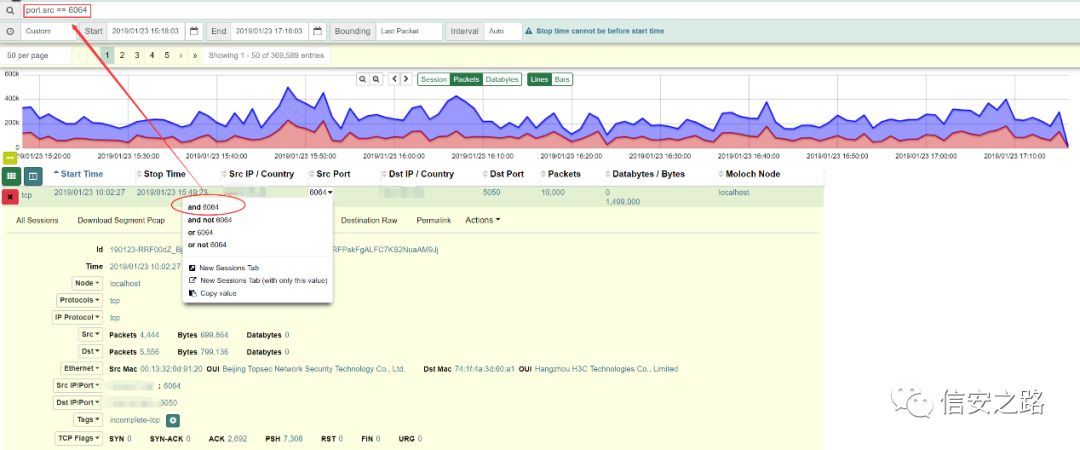 port.src == 6064
Custom Start 2019/01/23 15:18:03 End 2019/01/23 17:16:03 Bounding Last Packet Interval Auto Stop time cannot be before start time
50 per page 1 2 3 4 5 › » Showing 1 - 50 of 369,589 entries
Session Packets Databytes Lines Bars
600k
400k
200k
0
2019/01/23 15:20:00 2019/01/23 15:30:00 2019/01/23 15:40:00 2019/01/23 15:50:00 2019/01/23 16:00:00 2019/01/23 16:10:00 2019/01/23 16:20:00 2019/01/23 16:30:00 2019/01/23 16:40:00 2019/01/23 16:50:00 2019/01/23 17:00:00 2019/01/23 17:10:00
Start Time Stop Time Src IP / Country Src Port Dst IP / Country Dst Port Packets Databytes / Bytes Moloch Node
tcp 2019/01/23 10:02:27 2019/01/23 15:49:23 6064 5050 10,000 0 localhost
1,499,000
and 6064
and not 6064
or 6064
or not 6064
New Sessions Tab
New Sessions Tab (with only this value)
Copy value
All Sessions Download Segment Pcap Destination Raw Permalink Actions
Id
Time 2019/01/23 10:02:27
Node localhost
Protocols tcp
IP Protocol tcp
Src Packets 4,444 Bytes 699,864 Databytes 0
Dst Packets 5,556 Bytes 799,136 Databytes 0
Ethernet Src Mac 00:13:32:0d:91:20 OUI Beijing Topsec Network Security Technology Co., Ltd. Dst Mac 74:1f:4a:3d:60:a1 OUI Hangzhou H3C Technologies Co., Limited
Src IP/Port : 6064
Dst IP/Port 5050
Tags incomplete-tcp
TCP Flags SYN 0 SYN-ACK 0 ACK 2,692 PSH 7,308 RST 0 FIN 0 URG 0
信安之路